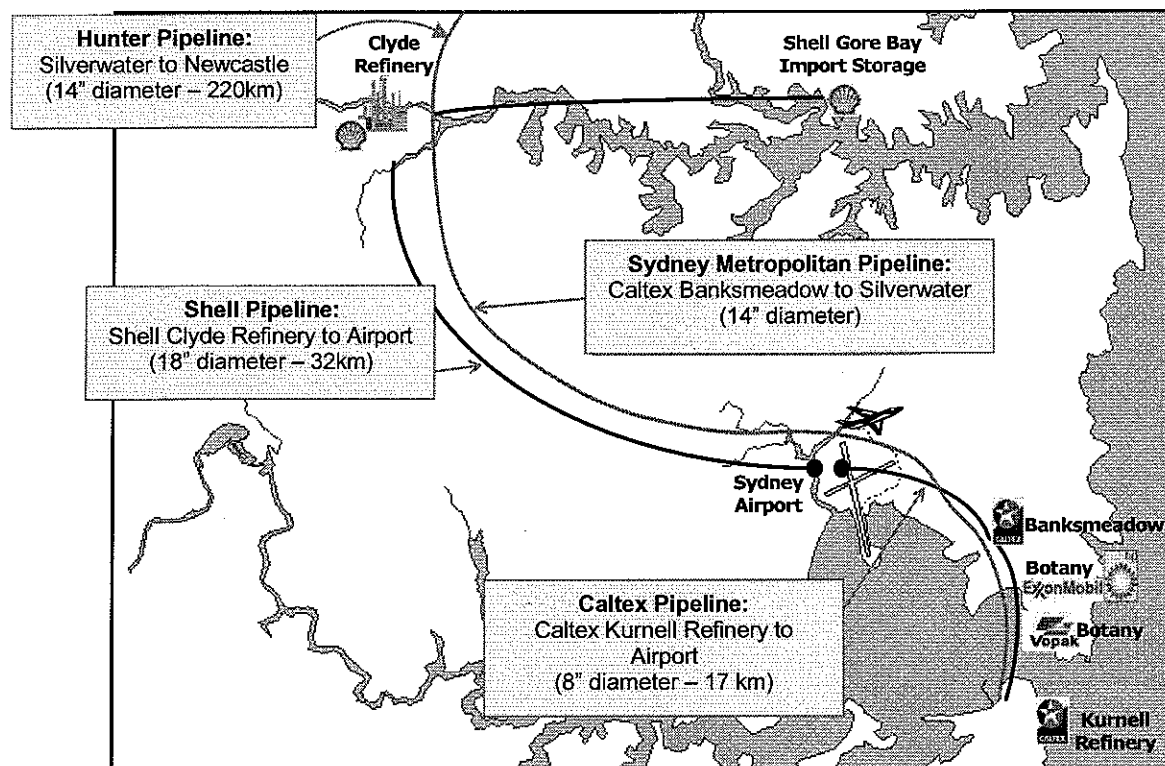 Hunter Pipeline:
Silverwater to Newcastle
(14" diameter – 220km)
Clyde
Refinery
Shell Gore Bay
Import Storage
Sydney Metropolitan Pipeline:
Caltex Banksmeadow to Silverwater
(14" diameter)
Shell Pipeline:
Shell Clyde Refinery to Airport
(18" diameter – 32km)
Sydney
Airport
Banksmeadow
Botany
ExxonMobil
Caltex Pipeline:
Caltex Kurnell Refinery to
Airport
(8" diameter – 17 km)
Vopak
Botany
Kurnell
Refinery